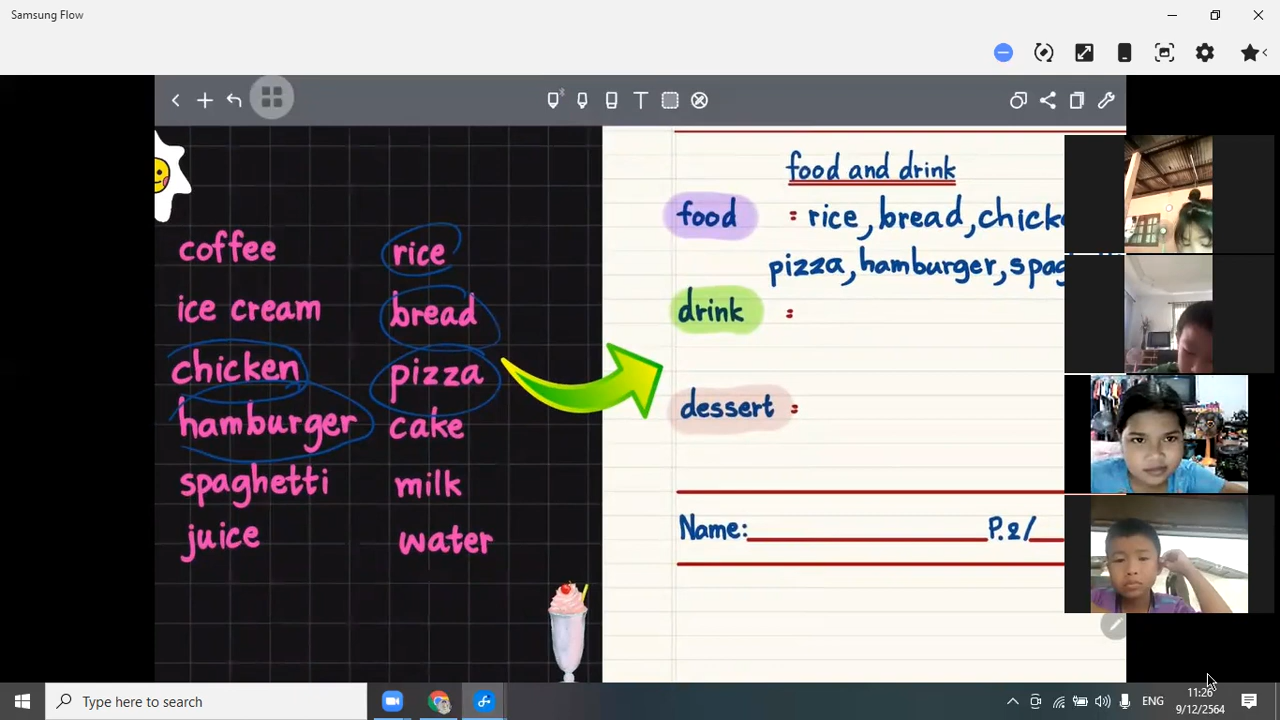 Samsung Flow
coffee
ice cream
chicken
hamburger
spaghetti
juice
rice
bread
pizza
cake
milk
water
food and drink
food : rice, bread, chick
pizza, hamburger, spag
drink :
dessert :
Name: P.2/
Type here to search
ENG
11:26
9/12/2564